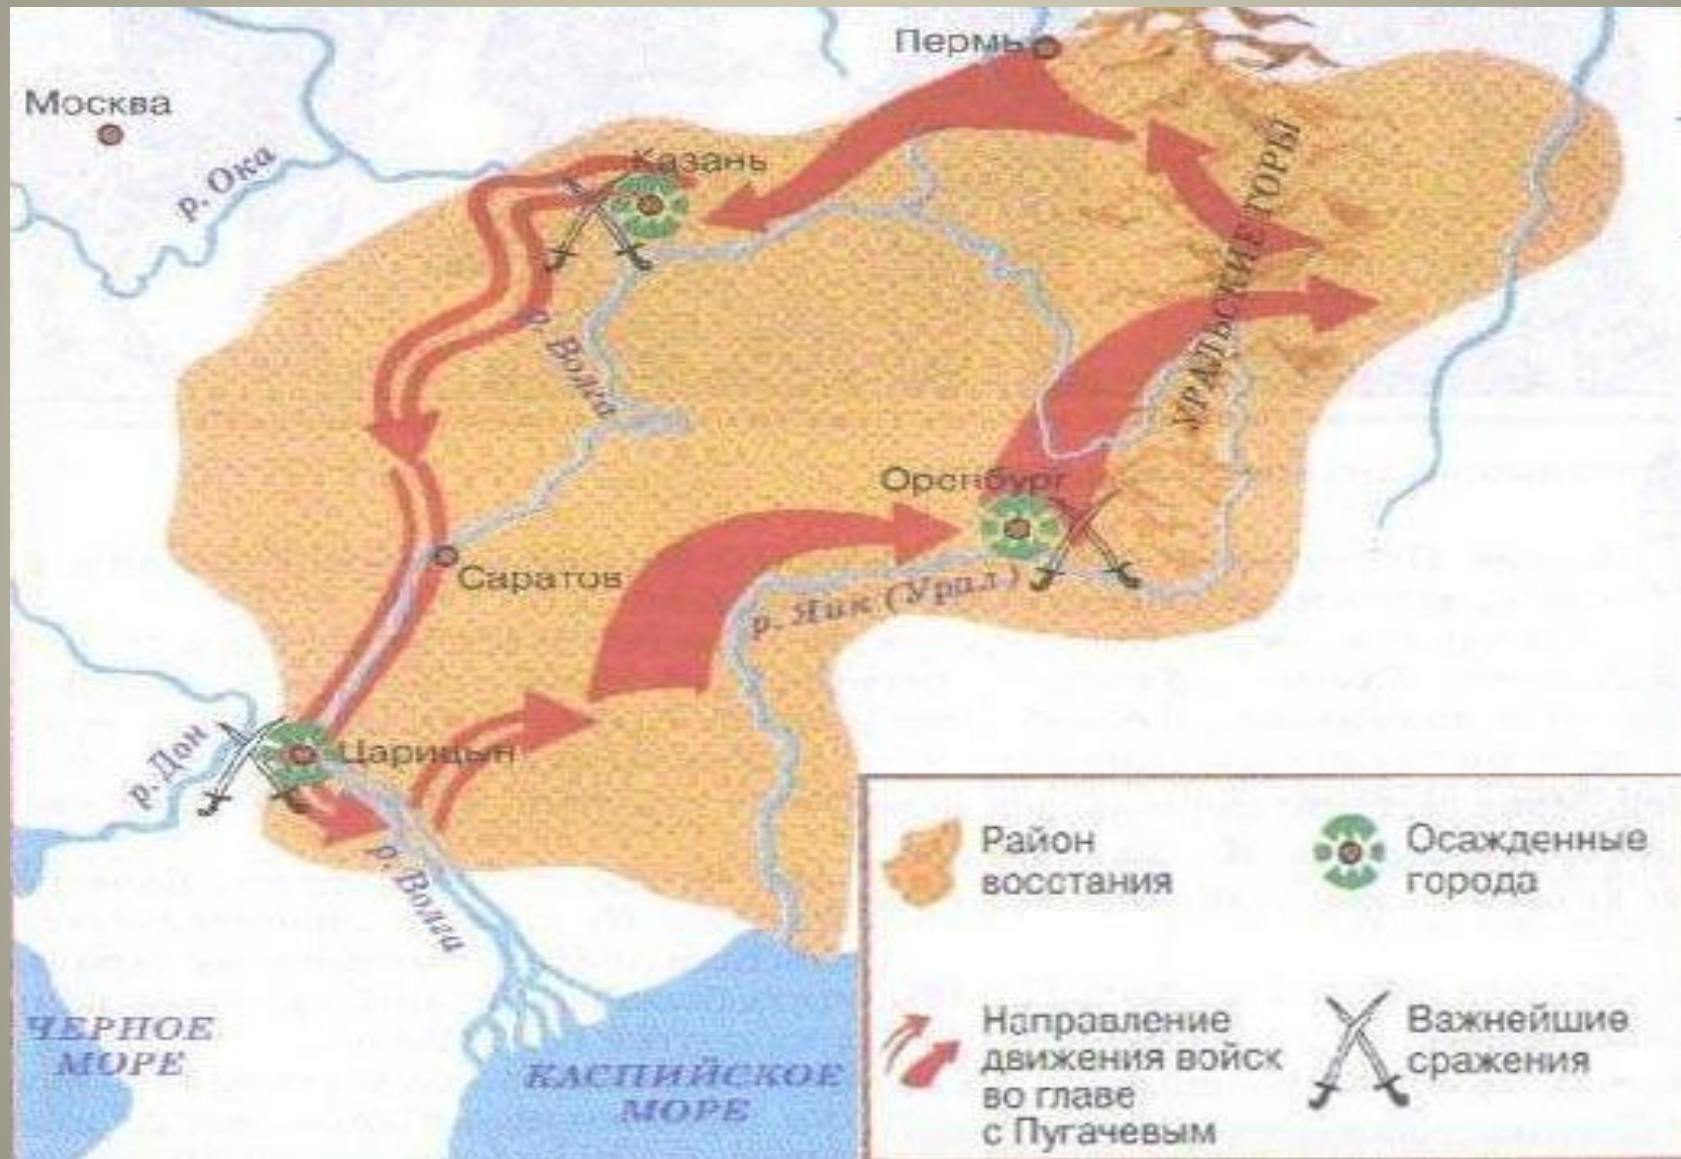 Пермь
Москва
р. Ока
Казань
УРАЛЬСКИЕ ГОРЫ
р. Волга
Оренбург
Саратов
р. Яик (Урал)
р. Дон
Царицын
р. Волга
ЧЕРНОЕ
МОРЕ
КАСПИЙСКОЕ
МОРЕ
Район
восстания
Осажденные
города
Направление
движения войск
во главе
с Пугачевым
Важнейшие
сражения